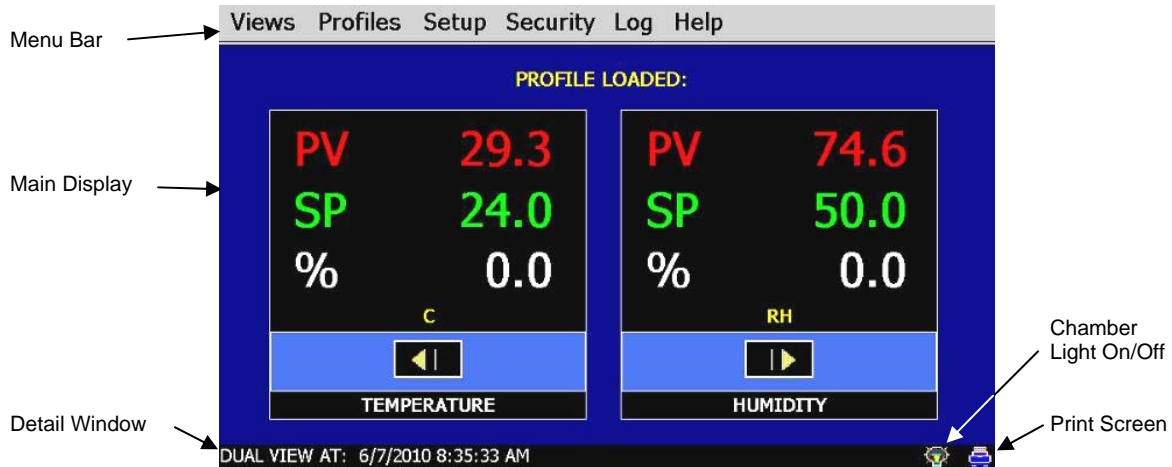 Menu Bar
Views Profiles Setup Security Log Help
PROFILE LOADED:
Main Display
PV 29.3
SP 24.0
% 0.0
C
TEMPERATURE
PV 74.6
SP 50.0
% 0.0
RH
HUMIDITY
Chamber
Light On/Off
Detail Window
DUAL VIEW AT: 6/7/2010 8:35:33 AM
Print Screen